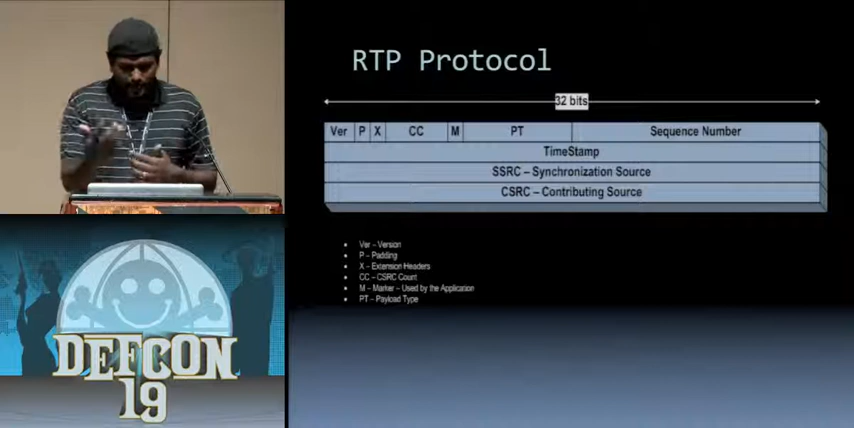 RTP Protocol
32 bits
Ver P X CC M PT Sequence Number
TimeStamp
SSRC – Synchronization Source
CSRC – Contributing Source
• Ver – Version
• P – Padding
• X – Extension Headers
• CC – CSRC Count
• M – Marker – Used by the Application
• PT – Payload Type
DEFCON
19